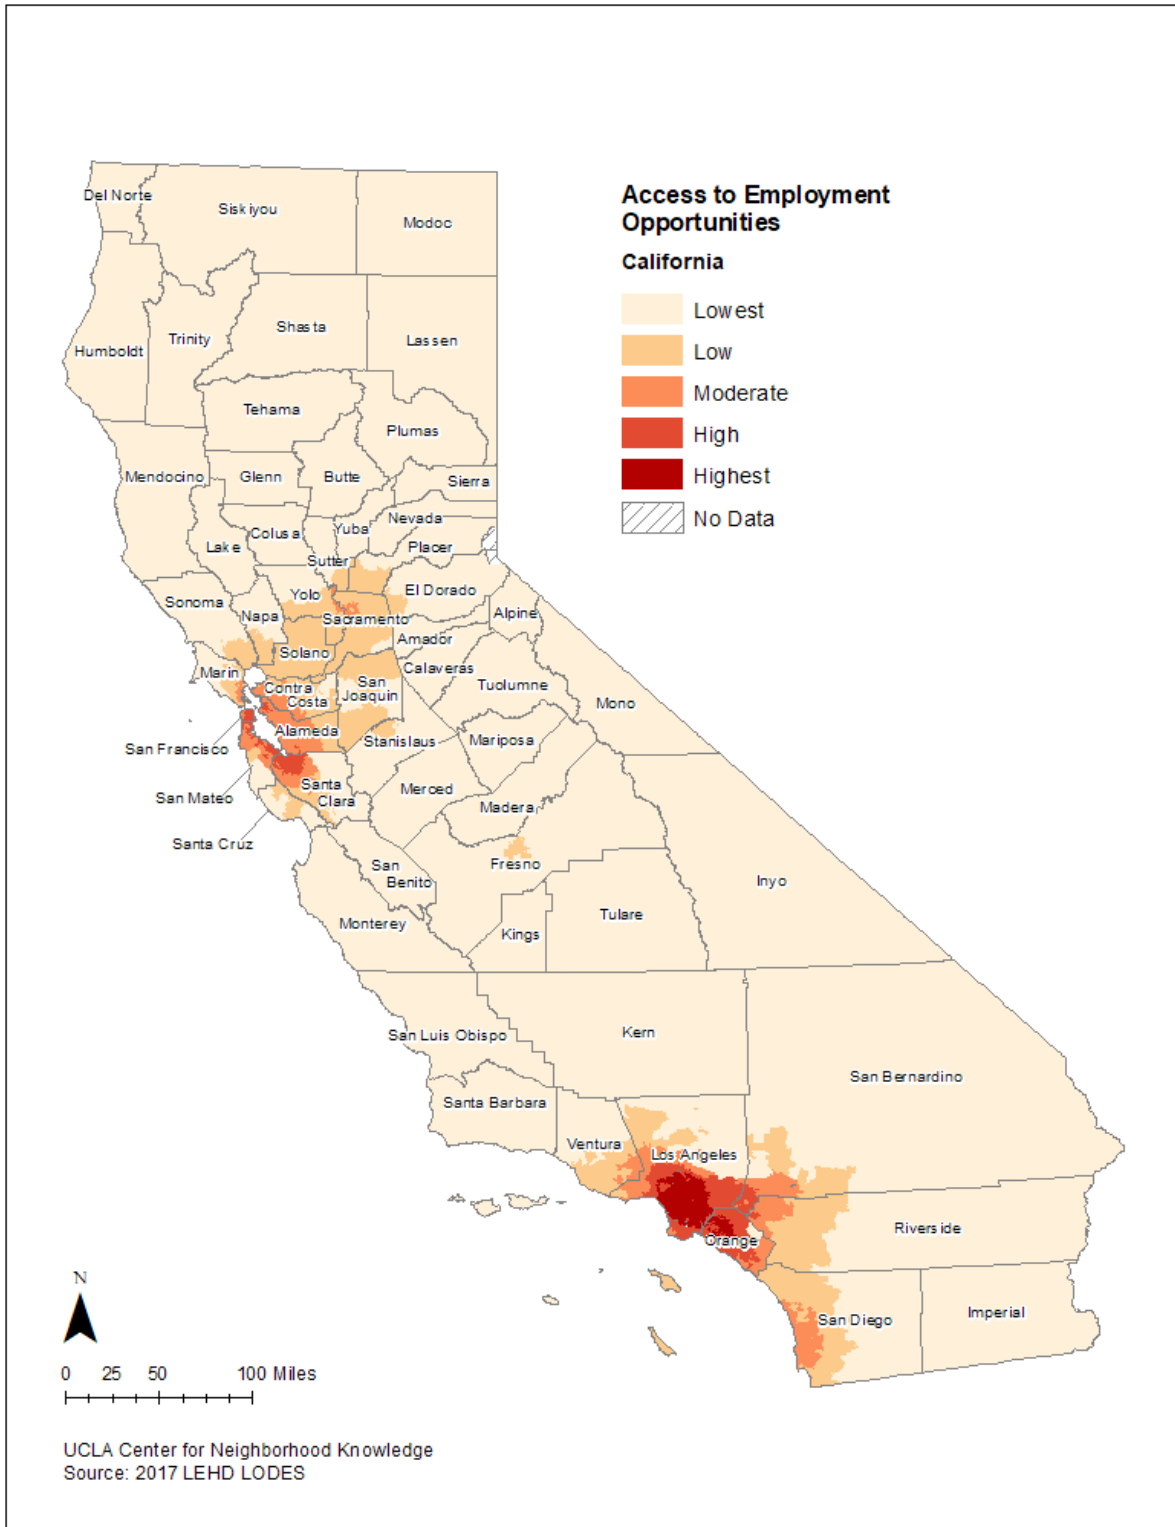 Access to Employment
Opportunities
California
Lowest
Low
Moderate
High
Highest
No Data
Del Norte
Siskiyou
Modoc
Humboldt
Trinity
Shasta
Lassen
Tehama
Plumas
Mendocino
Glenn
Butte
Sierra
Lake
Colusa
Yuba
Nevada
Sutter
Placer
Sonoma
Napa
Yolo
El Dorado
Sacramento
Alpine
Amador
Marin
Solano
Calaveras
Contra
Costa
San
Joaquin
Tuolumne
Mono
Alameda
Stanislaus
Mariposa
San Francisco
San Mateo
Santa
Clara
Merced
Madera
Santa Cruz
San
Benito
Fresno
Inyo
Monterey
Kings
Tulare
San Luis Obispo
Kern
San Bernardino
Santa Barbara
Ventura
Los Angeles
Orange
Riverside
San Diego
Imperial
N
0 25 50 100 Miles
UCLA Center for Neighborhood Knowledge
Source: 2017 LEHD LODES